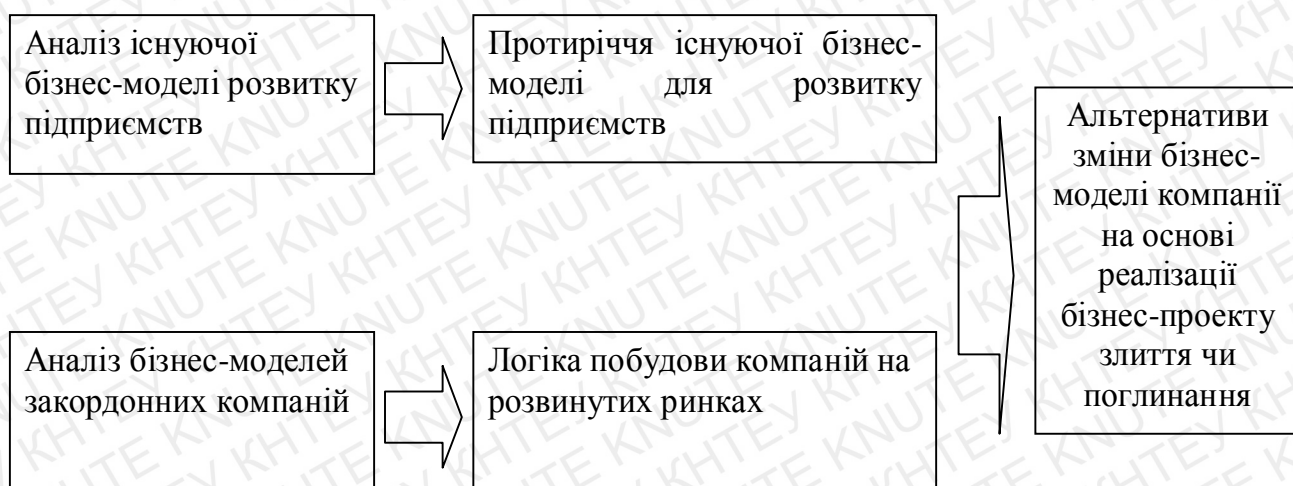 Аналіз існуючої
бізнес-моделі розвитку
підприємств
Протиріччя існуючої бізнес-
моделі для розвитку
підприємств
Альтернативи
зміни бізнес-
моделі компанії
на основі
реалізації
бізнес-проекту
злиття чи
поглинання
Аналіз бізнес-моделей
закордонних компаній
Логіка побудови компаній на
розвинутих ринках